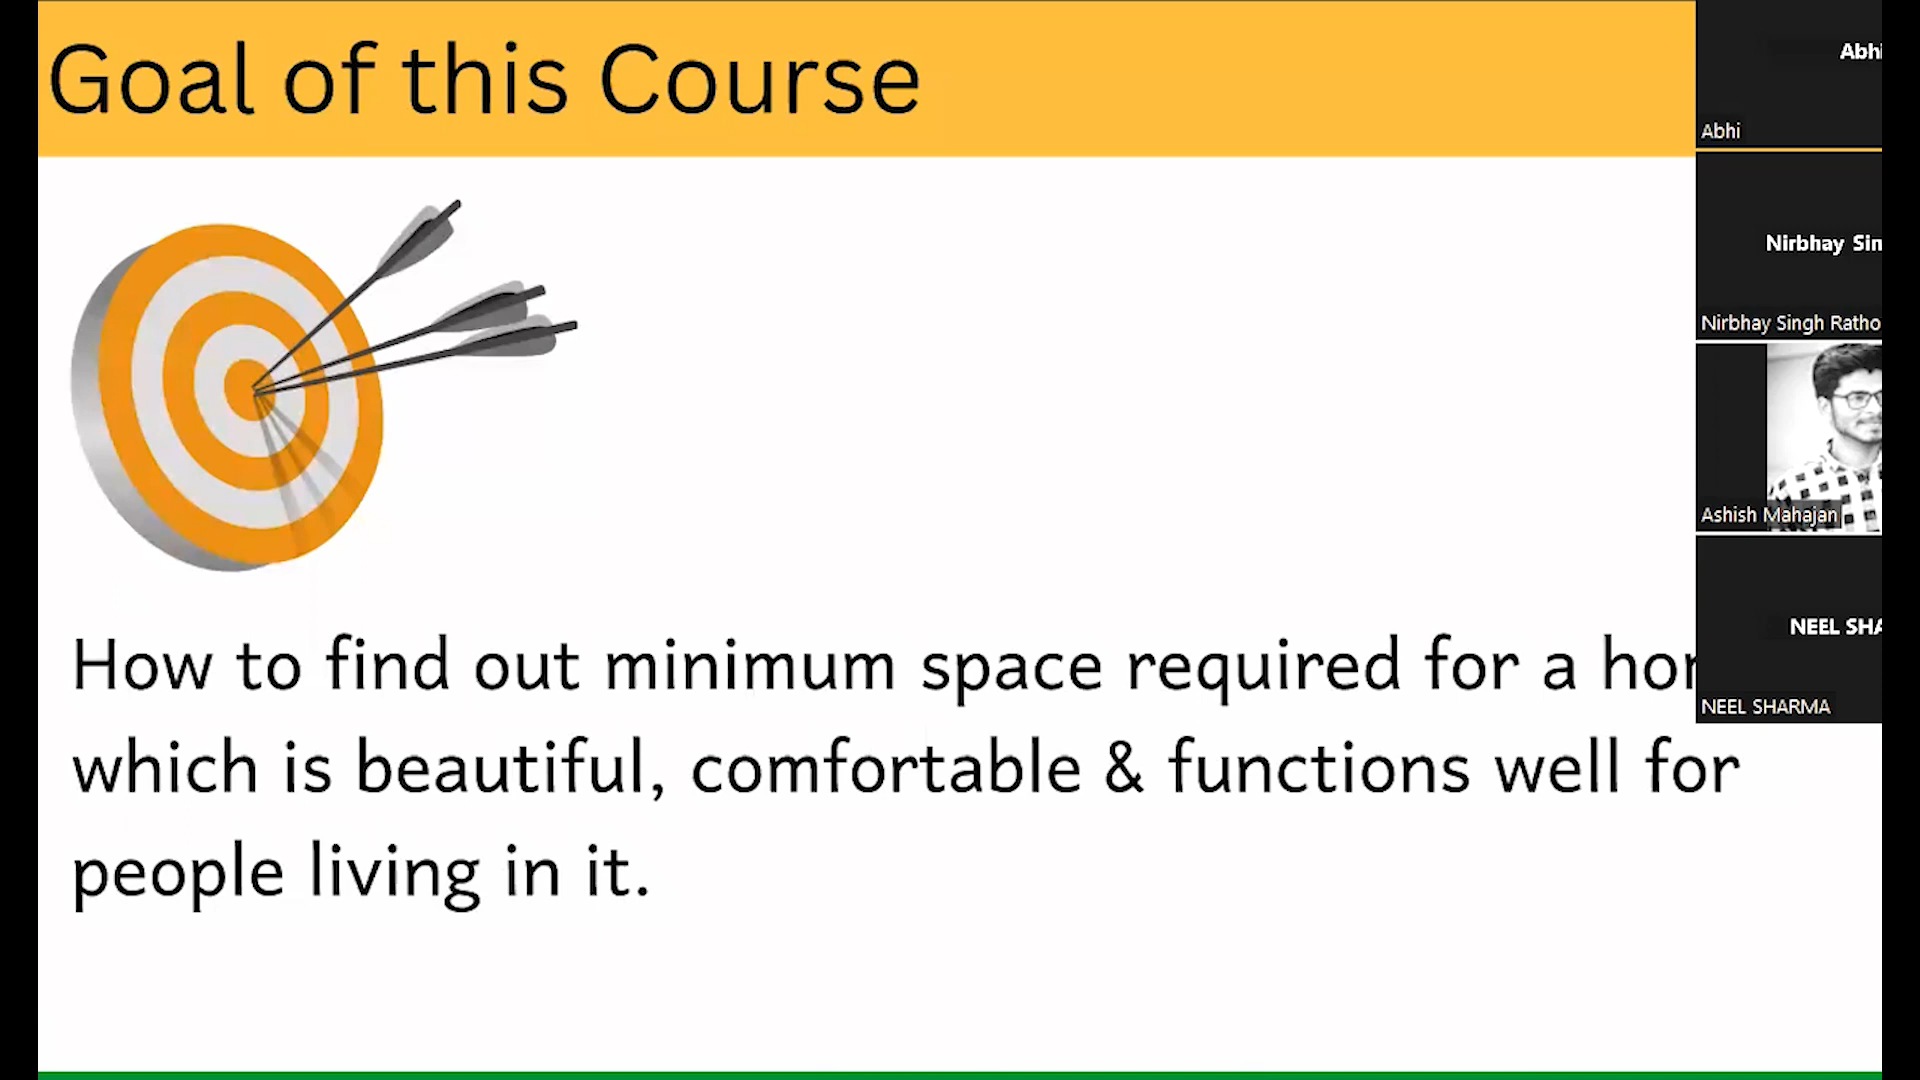 Goal of this Course
How to find out minimum space required for a
which is beautiful, comfortable & functions well for
people living in it.
Abhi
Abhi
Nirbhay Sin
Nirbhay Singh Ratho
Ashish Mahajan
NEEL SHA
NEEL SHARMA